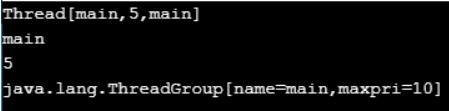 Thread[main,5,main]
main
5
java.lang.ThreadGroup[name=main,maxpri=10]